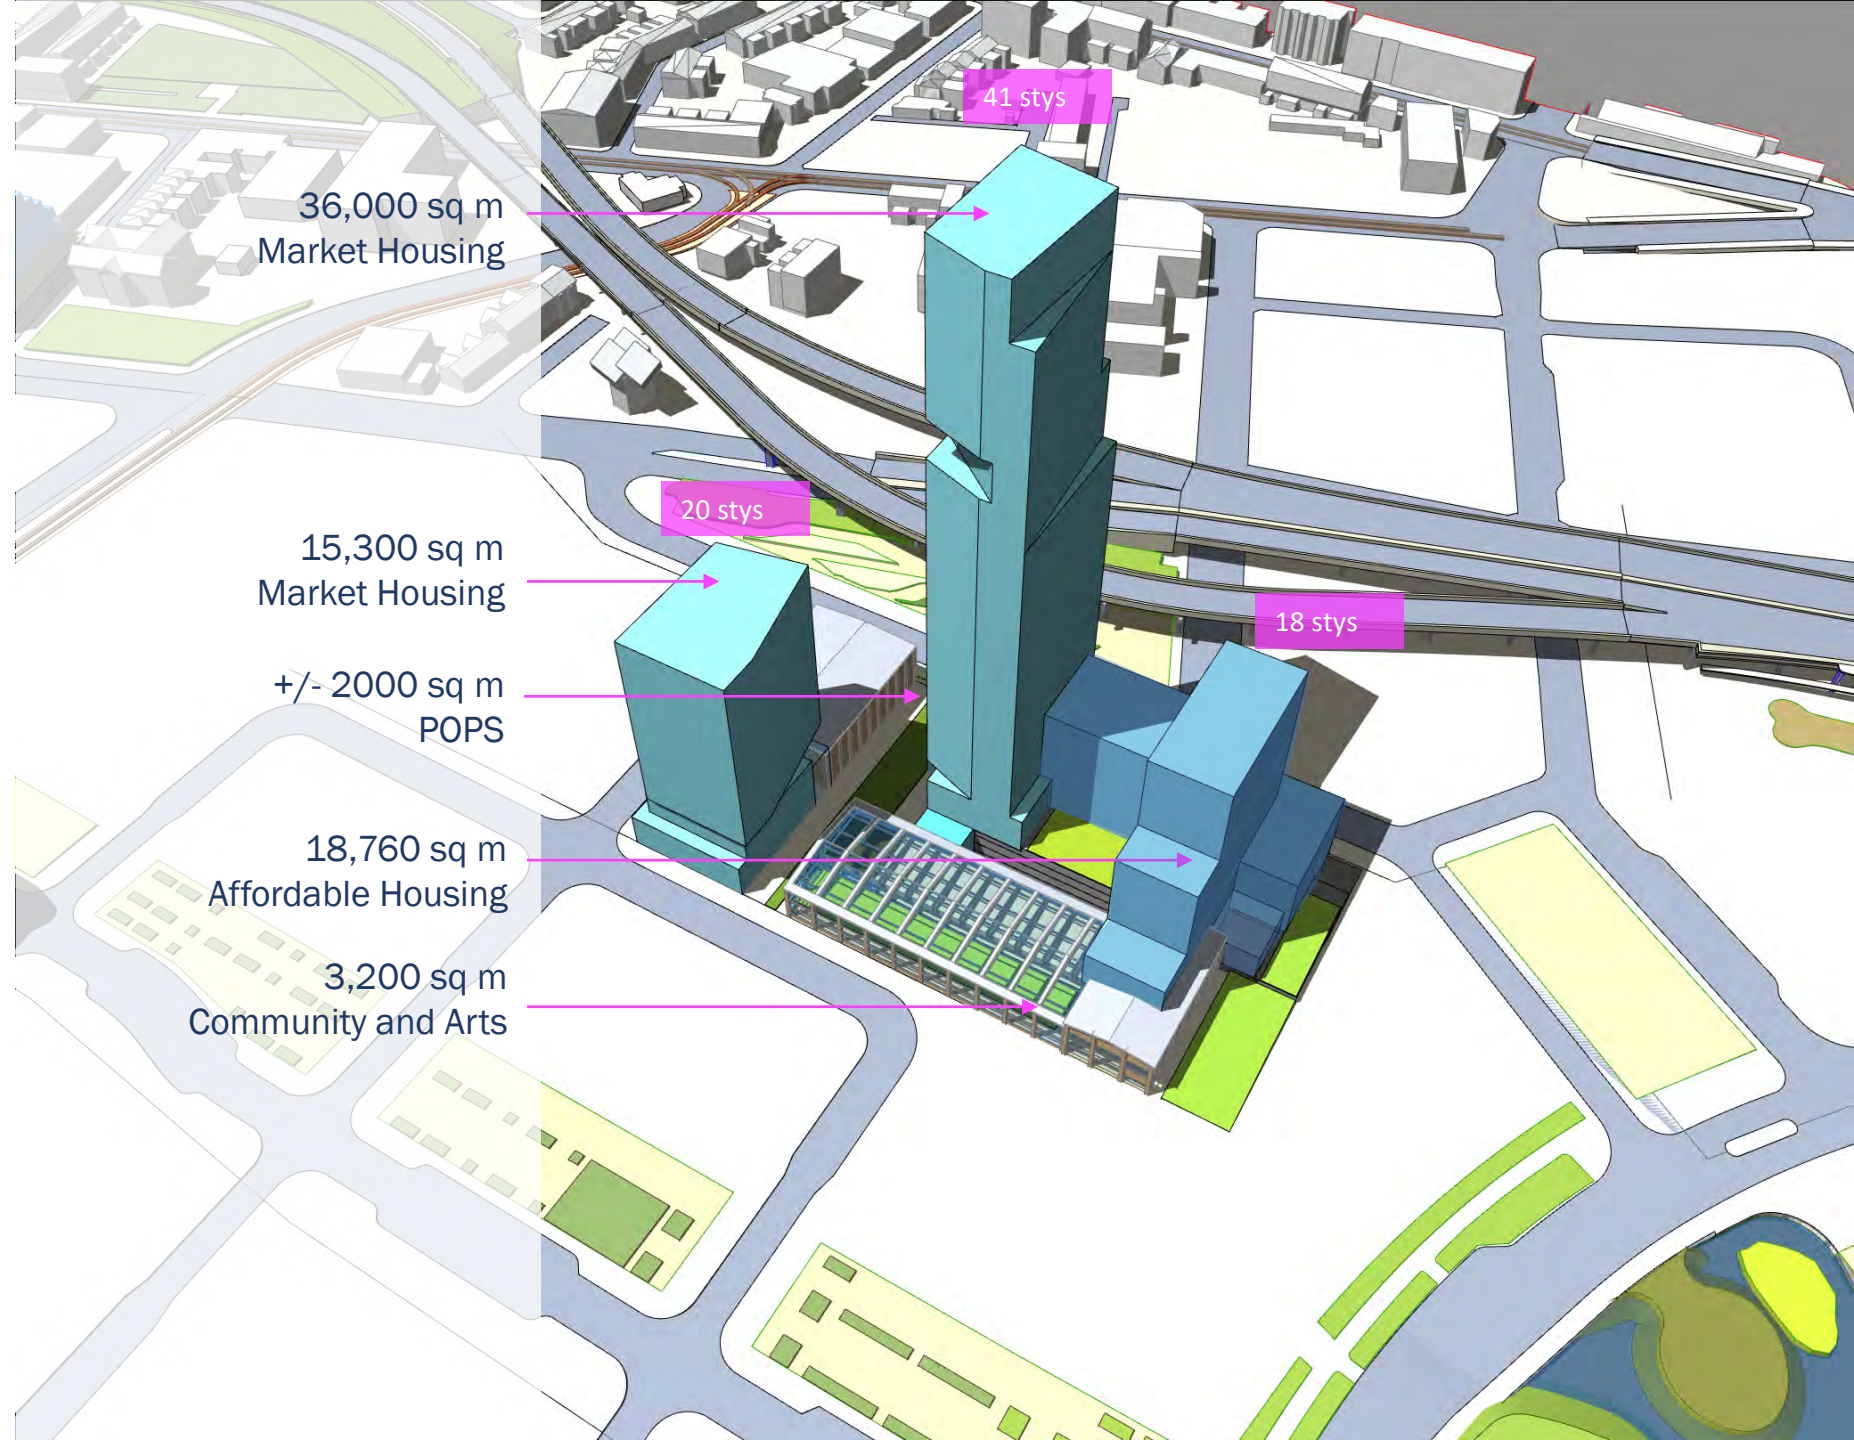 41 stys
36,000 sq m
Market Housing
20 stys
15,300 sq m
Market Housing
18 stys
+/- 2000 sq m
POPS
18,760 sq m
Affordable Housing
3,200 sq m
Community and Arts